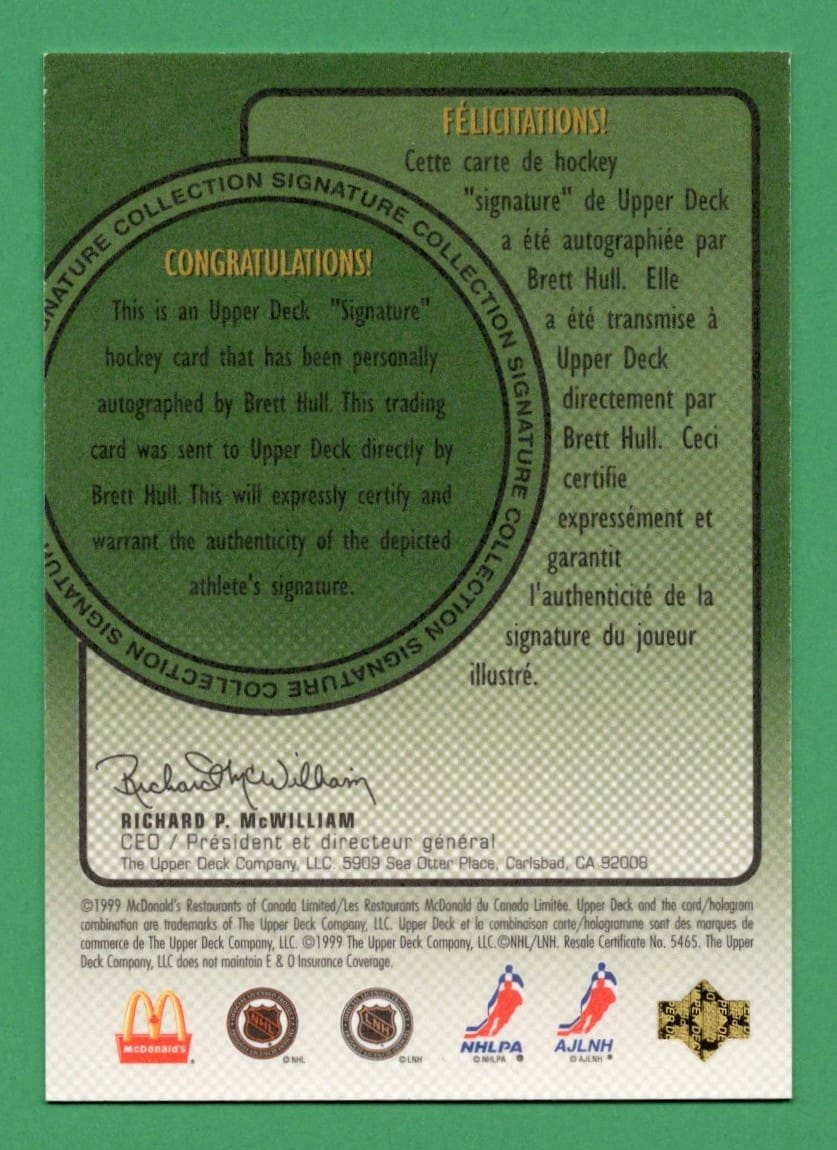 FÉLICITATIONS!
Cette carte de hockey
"signature" de Upper Deck
a été autographiée par
Brett Hull. Elle
a été transmise à
Upper Deck
directement par
Brett Hull. Ceci
certifie
expressément et
garantit
l'authenticité de la
signature du joueur
illustré.
SIGNATURE COLLECTION SIGNATURE COLLECTION SIGNATURE COLLECTION SIGNATURE COLLECTION SIGNATURE
CONGRATULATIONS!
This is an Upper Deck "Signature"
hockey card that has been personally
autographed by Brett Hull. This trading
card was sent to Upper Deck directly by
Brett Hull. This will expressly certify and
warrant the authenticity of the depicted
athlete's signature.
Richard McWilliam
RICHARD P. McWILLIAM
CEO / Président et directeur général
The Upper Deck Company, LLC. 5909 Sea Otter Place, Carlsbad, CA 92008
©1999 McDonald's Restaurants of Canada Limited/Les Restaurants McDonald du Canada Limitée. Upper Deck and the card/hologram
combination are trademarks of The Upper Deck Company, LLC. Upper Deck et la combinaison carte/hologramme sont des marques de
commerce de The Upper Deck Company, LLC. ©1999 The Upper Deck Company, LLC.©NHL/LNH. Resale Certificate No. 5465. The Upper
Deck Company, LLC does not maintain E & O Insurance Coverage.
McDonald's®
NHL
© NHL
LNH
© LNH
NHLPA
© NHLPA
AJLNH
© AJLNH